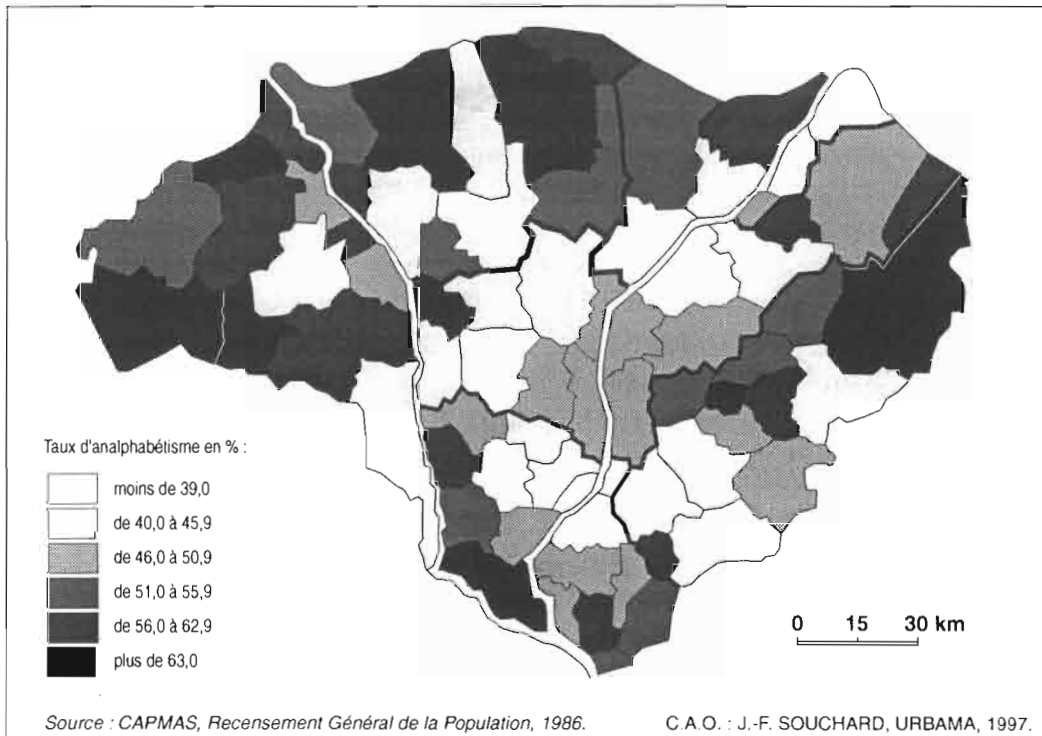 Taux d'analphabétisme en % :
moins de 39,0
de 40,0 à 45,9
de 46,0 à 50,9
de 51,0 à 55,9
de 56,0 à 62,9
plus de 63,0
0 15 30 km
Source : CAPMAS, Recensement Général de la Population, 1986. C.A.O. : J.-F. SOUCHARD, URBAMA, 1997.